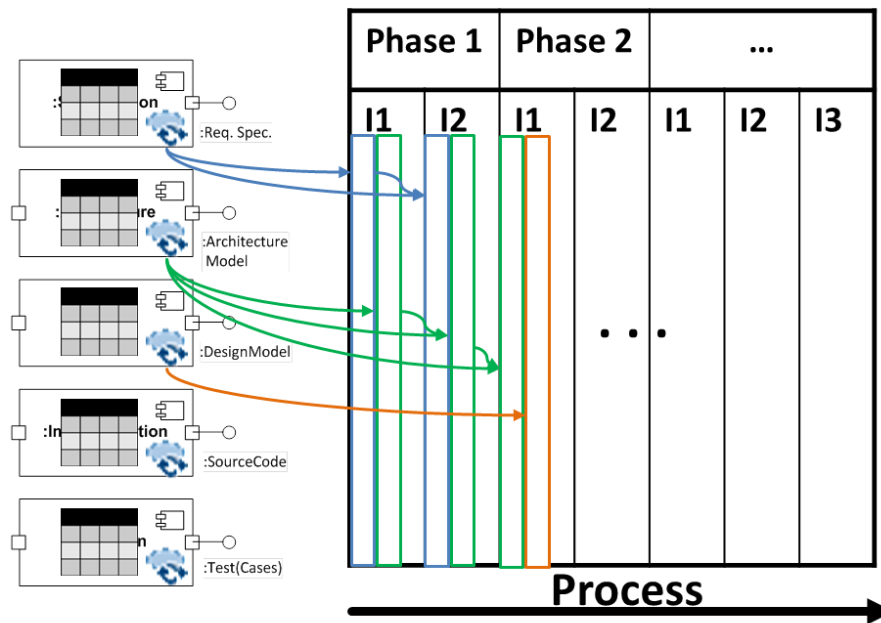 Phase 1
Phase 2
...
I1
I2
I1
I2
I1
I2
I3
:Req. Spec.
:Architecture
Model
:DesignModel
:SourceCode
:Test(Cases)
. . .
Process